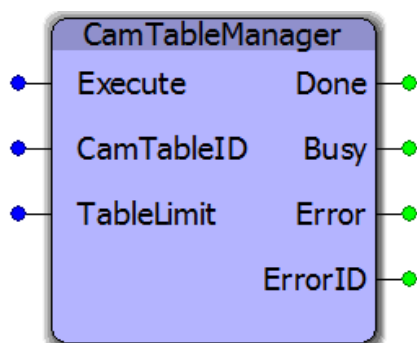 CamTableManager
Execute Done
CamTableID Busy
TableLimit Error
ErrorID